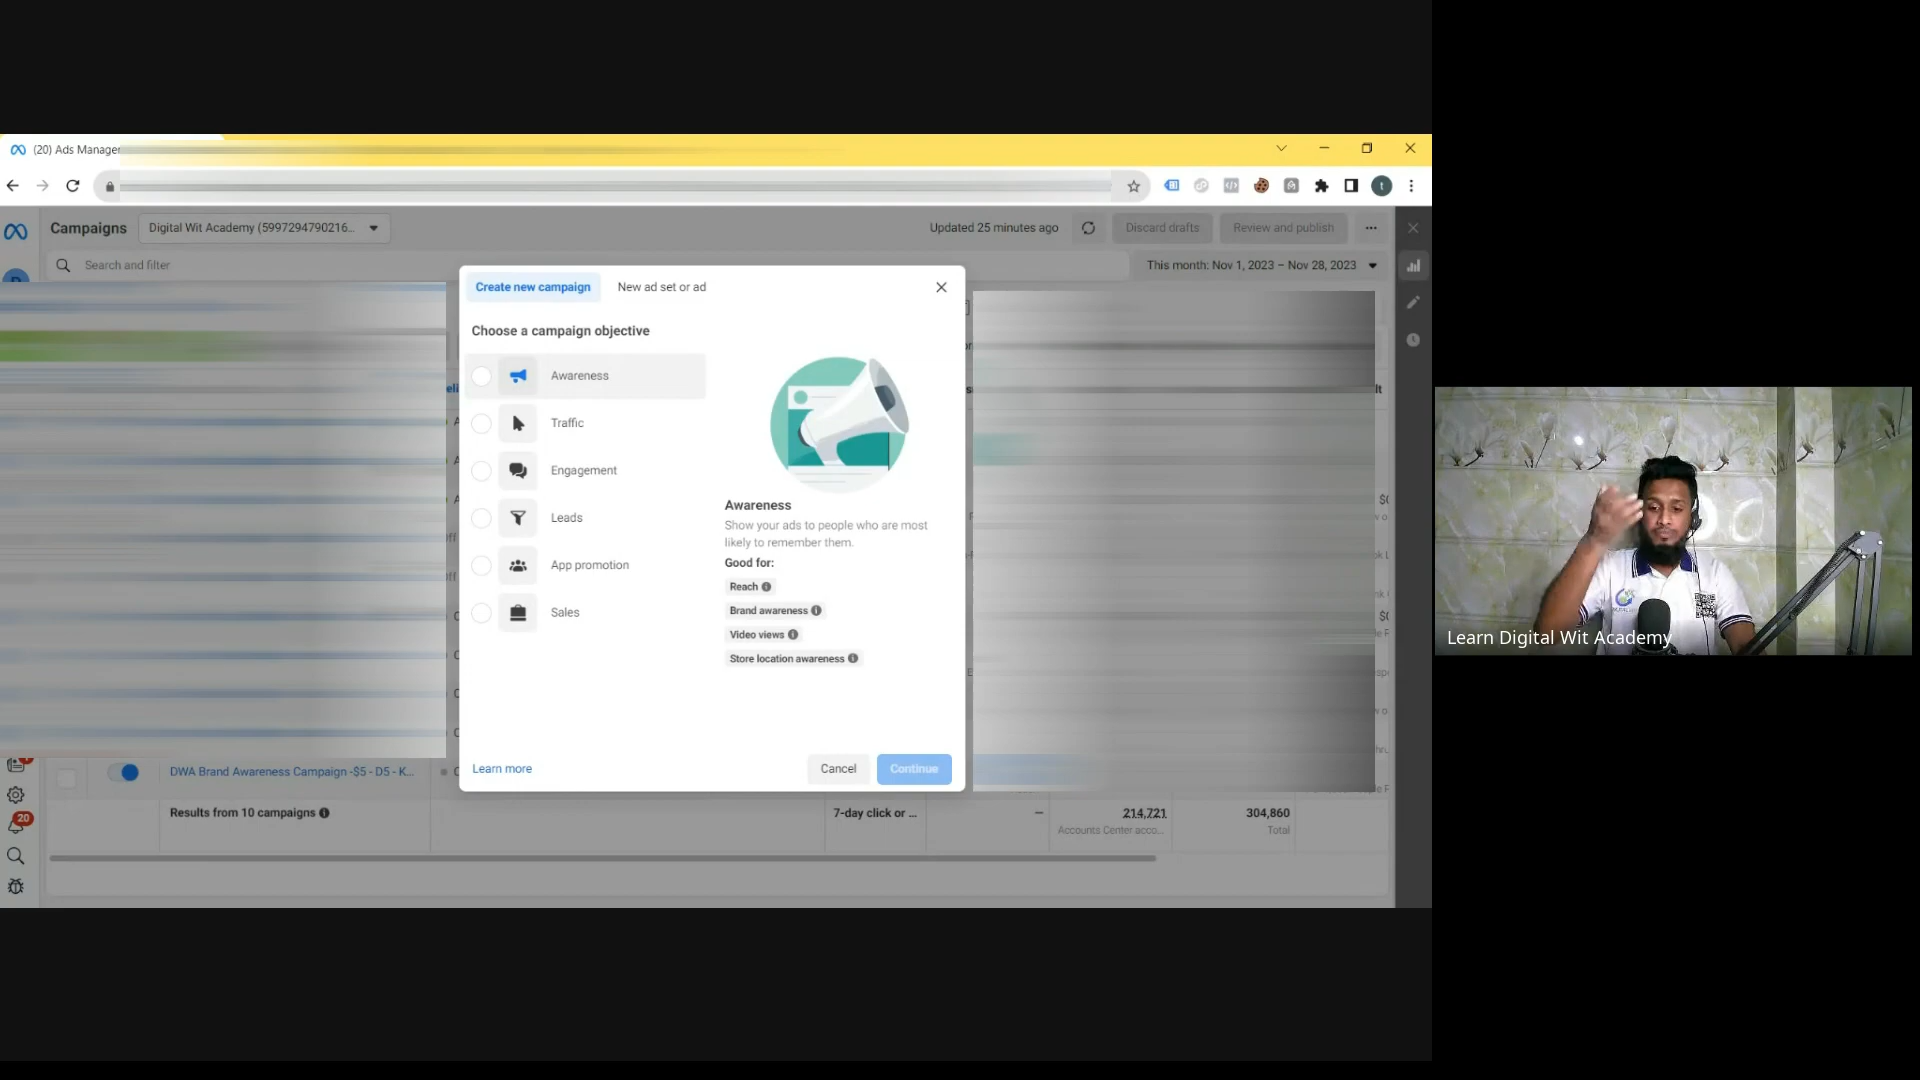 (20) Ads Manager
Campaigns
Digital Wit Academy (5997294790216...
Updated 25 minutes ago
Discard drafts
Review and publish
Search and filter
This month: Nov 1, 2023 – Nov 28, 2023
Create new campaign
New ad set or ad
Choose a campaign objective
Awareness
Traffic
Engagement
Leads
App promotion
Sales
Awareness
Show your ads to people who are most
likely to remember them.
Good for:
Reach
Brand awareness
Video views
Store location awareness
Learn more
Cancel
Continue
DWA Brand Awareness Campaign -$5 - D5 - K...
20
Results from 10 campaigns
7-day click or ...
—
214,721
304,860
Accounts Center acco...
Total
Learn Digital Wit Academy